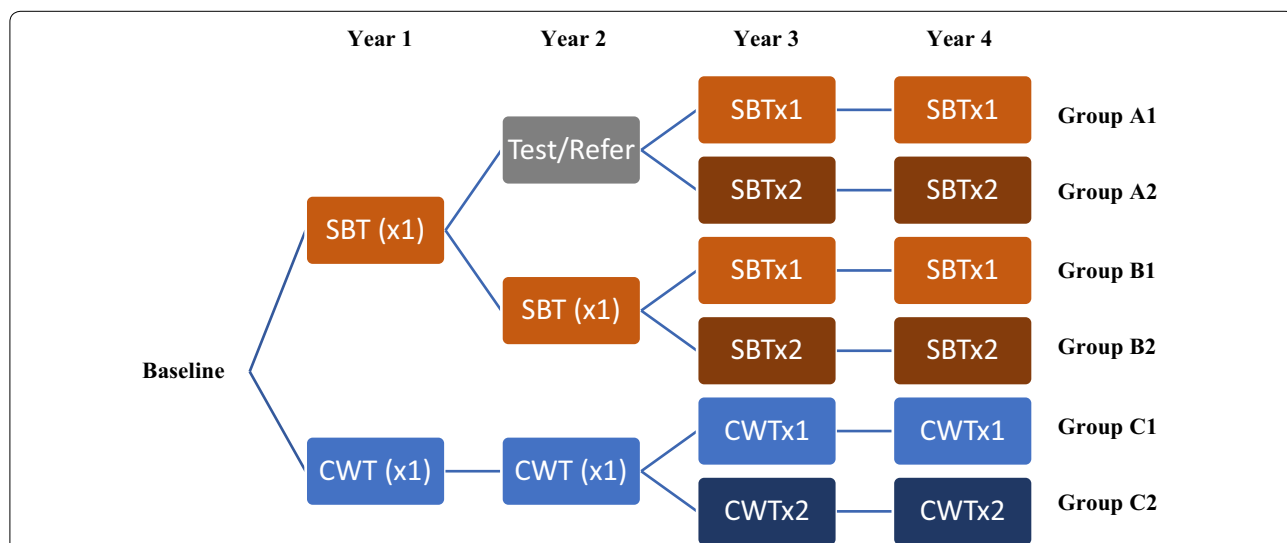 Year 1 Year 2 Year 3 Year 4
SBTx1 SBTx1 Group A1
Test/Refer
SBTx2 SBTx2 Group A2
SBT (x1)
SBTx1 SBTx1 Group B1
SBT (x1)
SBTx2 SBTx2 Group B2
Baseline
CWTx1 CWTx1 Group C1
CWT (x1) CWT (x1)
CWTx2 CWTx2 Group C2